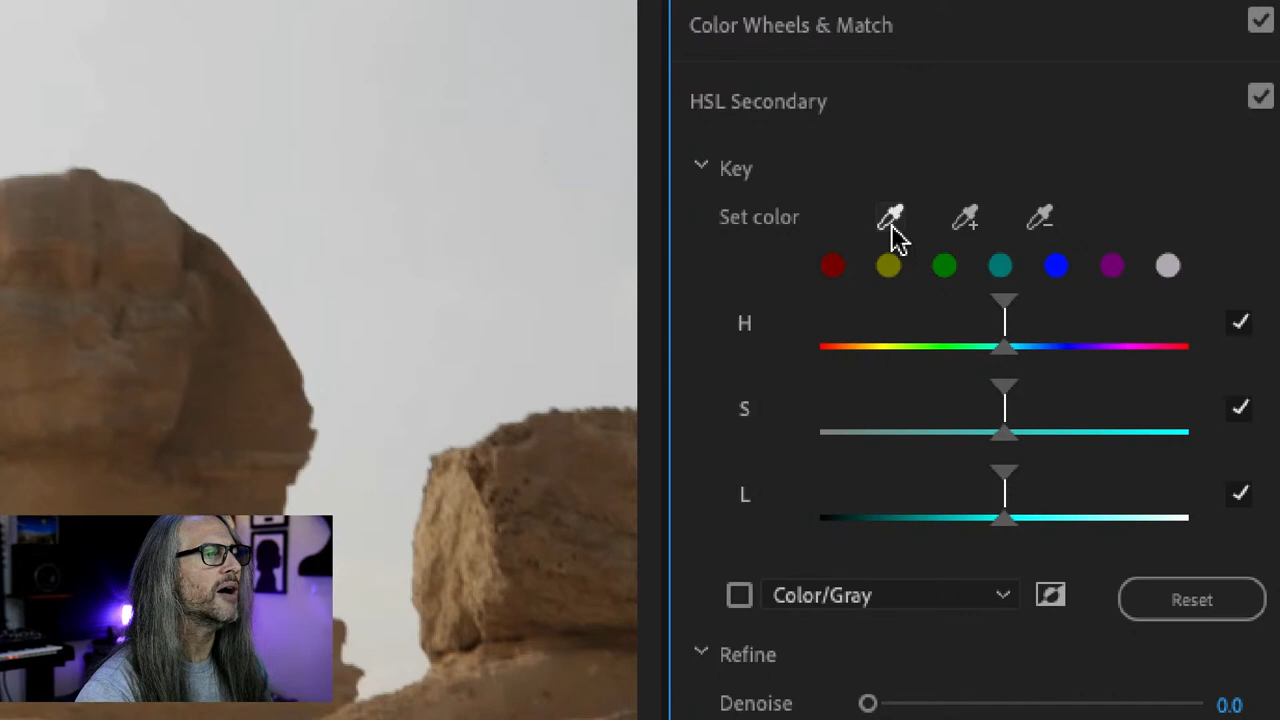 Color Wheels & Match
HSL Secondary
Key
Set color
H
S
L
Color/Gray
Reset
Refine
Denoise
0.0